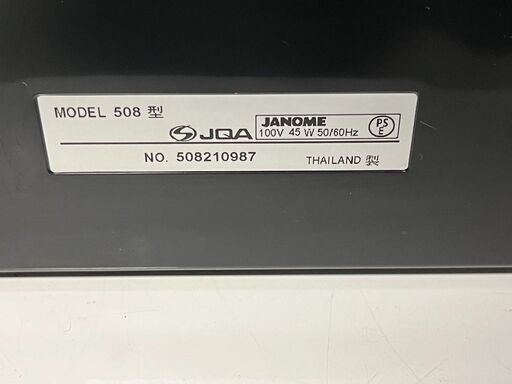 MODEL 508 型
JQA
JANOME
100V 45 W 50/60Hz
PS
E
NO. 508210987
THAILAND 製